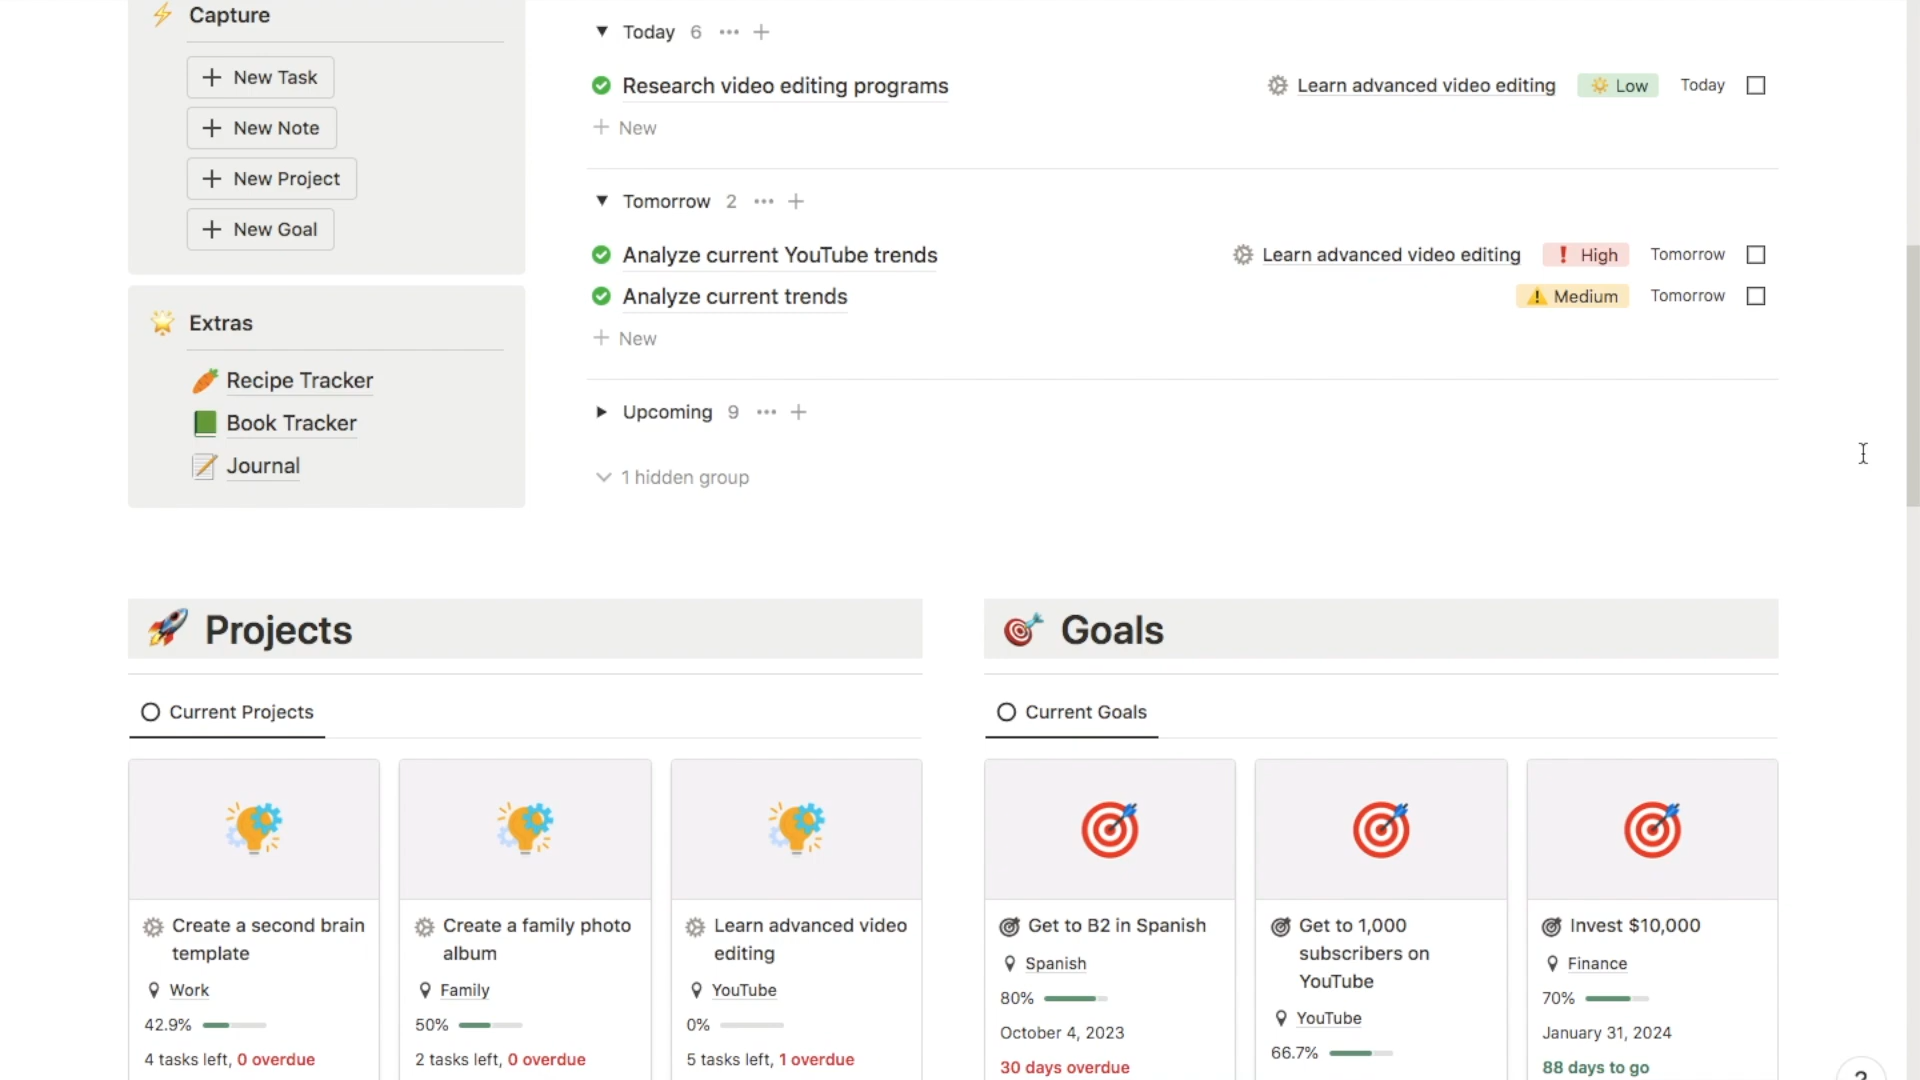 Capture
New Task
New Note
New Project
New Goal
Extras
Recipe Tracker
Book Tracker
Journal
Today 6
Research video editing programs Learn advanced video editing Low Today
New
Tomorrow 2
Analyze current YouTube trends Learn advanced video editing High Tomorrow
Analyze current trends Medium Tomorrow
New
Upcoming 9
1 hidden group
Projects
Current Projects
Create a second brain
template
Work
42.9%
4 tasks left, 0 overdue
Create a family photo
album
Family
50%
2 tasks left, 0 overdue
Learn advanced video
editing
YouTube
0%
5 tasks left, 1 overdue
Goals
Current Goals
Get to B2 in Spanish
Spanish
80%
October 4, 2023
30 days overdue
Get to 1,000
subscribers on
YouTube
YouTube
66.7%
Invest $10,000
Finance
70%
January 31, 2024
88 days to go
?